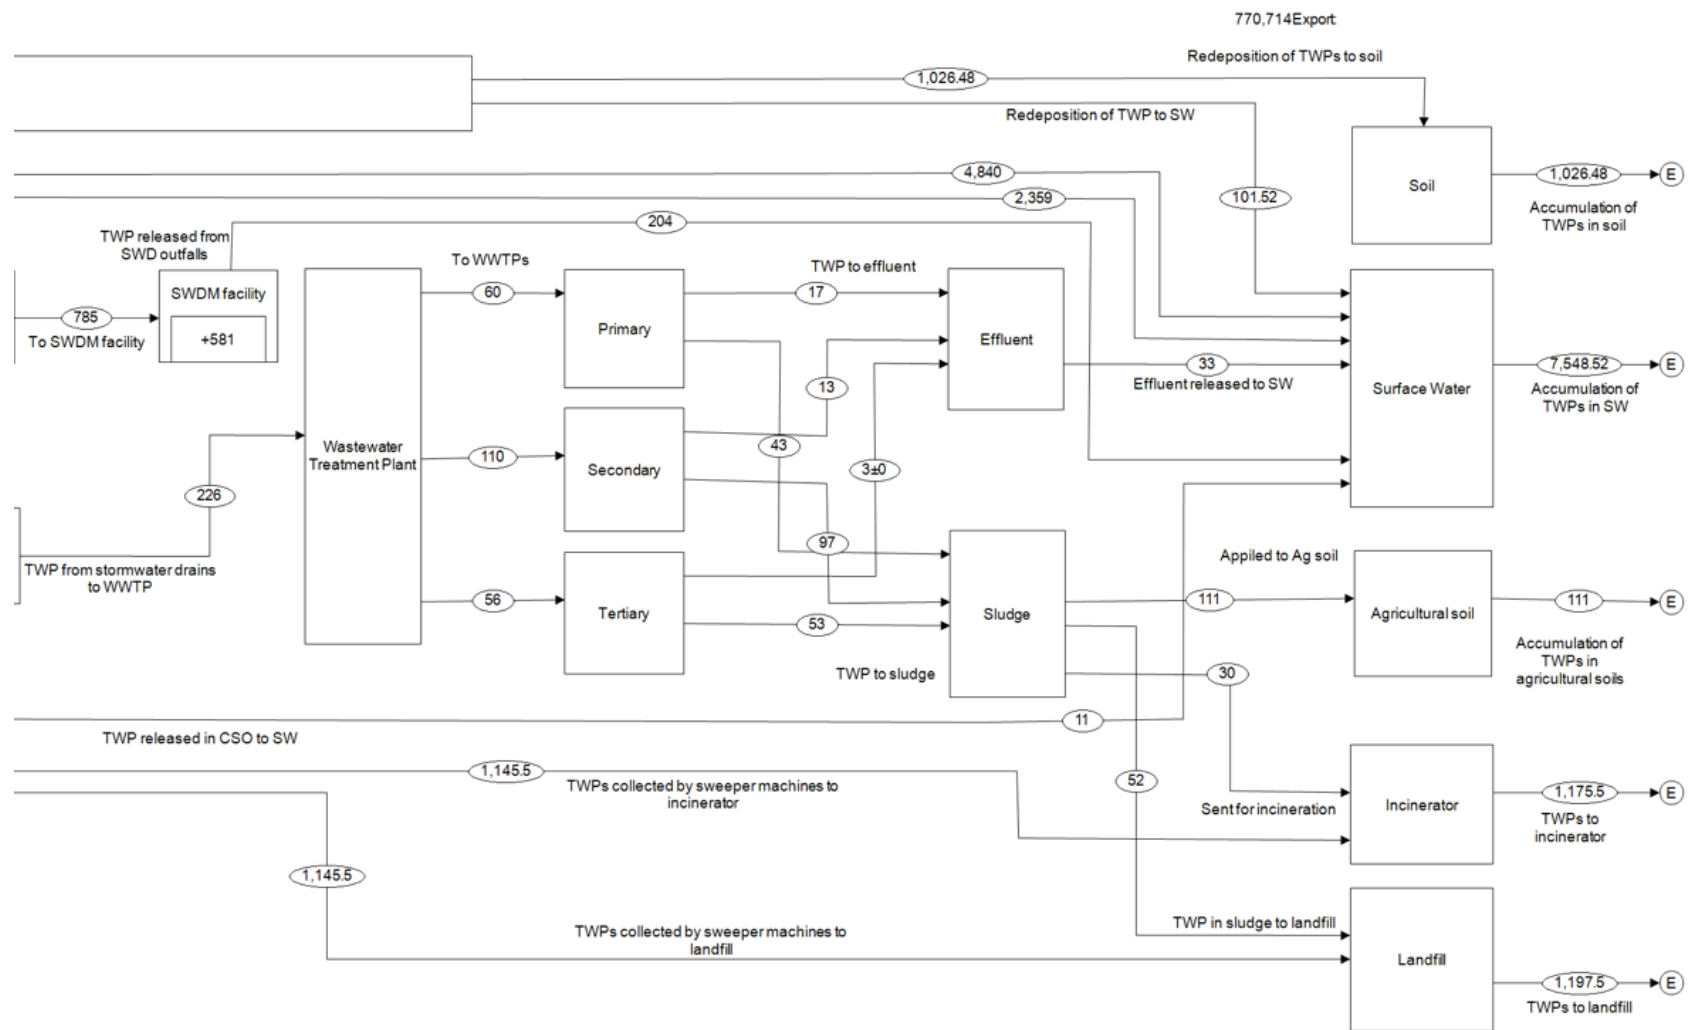 770,714Export
Redeposition of TWPs to soil
1,026.48
Redeposition of TWP to SW
4,840
Soil
1,026.48
E
2,359
101.52
Accumulation of
TWPs in soil
204
TWP released from
SWD outfalls
To WWTPs
TWP to effluent
SWDM facility
60
17
785
+581
Primary
Effluent
To SWDM facility
33
7,548.52
E
13
Effluent released to SW
Surface Water
Accumulation of
TWPs in SW
Wastewater
Treatment Plant
43
110
Secondary
3±0
226
97
TWP from stormwater drains
to WWTP
Appiled to Ag soil
56
Tertiary
53
Sludge
111
Agricultural soil
111
E
TWP to sludge
30
Accumulation of
TWPs in
agricultural soils
11
TWP released in CSO to SW
1,145.5
TWPs collected by sweeper machines to
incinerator
52
Sent for incineration
Incinerator
1,175.5
E
TWPs to
incinerator
1,145.5
TWPs collected by sweeper machines to
landfill
TWP in sludge to landfill
Landfill
1,197.5
E
TWPs to landfill